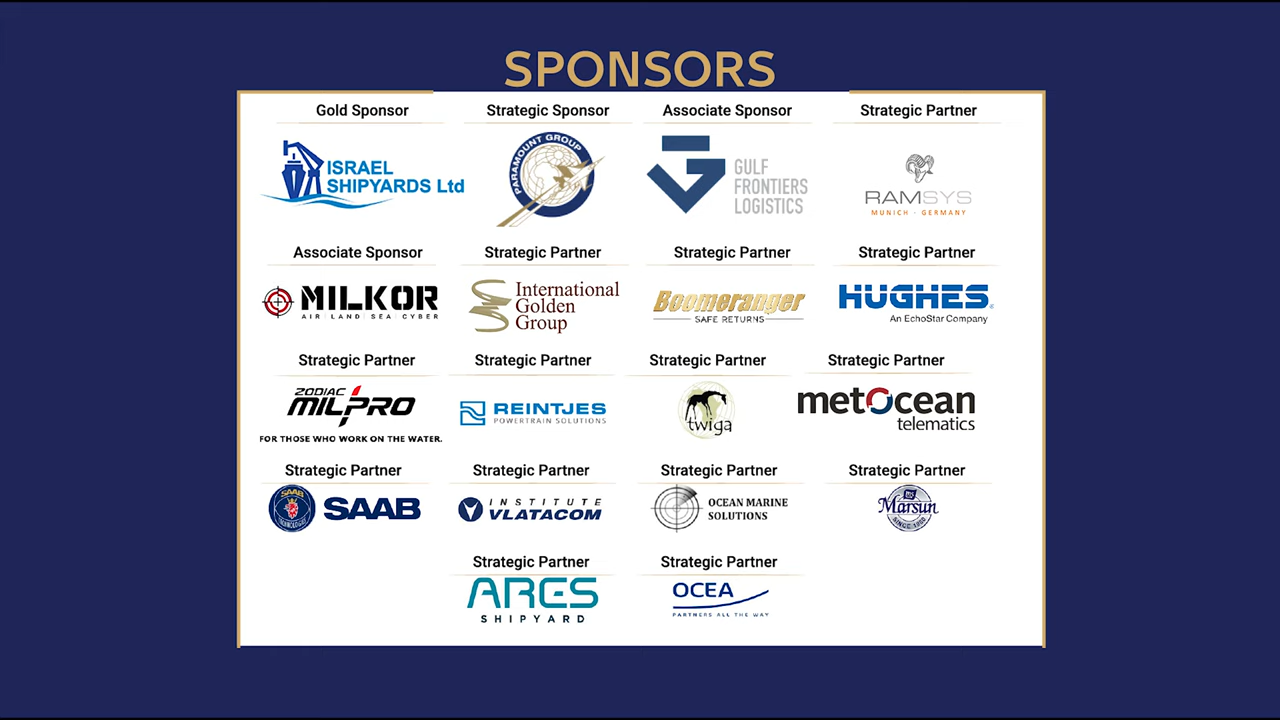 SPONSORS
Gold Sponsor
Strategic Sponsor
Associate Sponsor
Strategic Partner
ISRAEL
SHIPYARDS Ltd
PARAMOUNT GROUP
GULF
FRONTIERS
LOGISTICS
RAMSYS
MUNICH - GERMANY
Associate Sponsor
Strategic Partner
Strategic Partner
Strategic Partner
MILKOR
AIR LAND SEA CYBER
International
Golden
Group
Boomeranger
SAFE RETURNS
HUGHES®
An EchoStar Company
Strategic Partner
Strategic Partner
Strategic Partner
Strategic Partner
ZODIAC
MILPRO
FOR THOSE WHO WORK ON THE WATER.
REINTJES
POWERTRAIN SOLUTIONS
twiga
metocean
telematics
Strategic Partner
Strategic Partner
Strategic Partner
Strategic Partner
SAAB
SAAB
INSTITUTE
VLATACOM
OCEAN MARINE
SOLUTIONS
Marsun
Strategic Partner
Strategic Partner
ARES
SHIPYARD
OCEA
PARTNERS ALL THE WAY